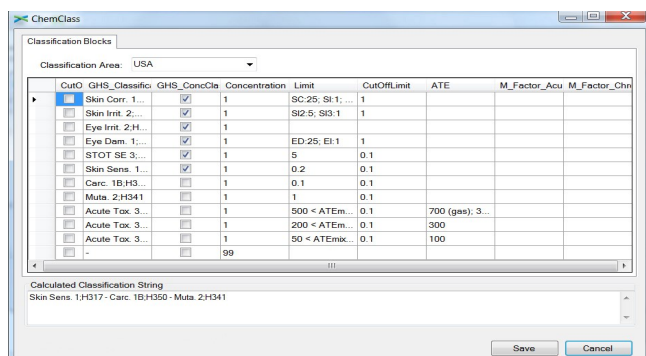 ChemClass
Classification Blocks
Classification Area: USA
CutO GHS_Classific GHS_ConcCla Concentration Limit CutOffLimit ATE M_Factor_Acu M_Factor_Chr
Skin Corr. 1... 1 SC:25; SI:1; ... 1
Skin Irrit. 2;... 1 SI2:5; SI3:1 1
Eye Irrit. 2;H... 1
Eye Dam. 1;... 1 ED:25; EI:1 1
STOT SE 3;... 1 5 0.1
Skin Sens. 1... 1 0.2 0.1
Carc. 1B;H3... 1 0.1 0.1
Muta. 2;H341 1 1 0.1
Acute Tox. 3... 1 500 < ATEm... 0.1 700 (gas); 3...
Acute Tox. 3... 1 200 < ATEm... 0.1 300
Acute Tox. 3... 1 50 < ATEmix... 0.1 100
- 99
Calculated Classification String
Skin Sens. 1;H317 - Carc. 1B;H350 - Muta. 2;H341
Save Cancel